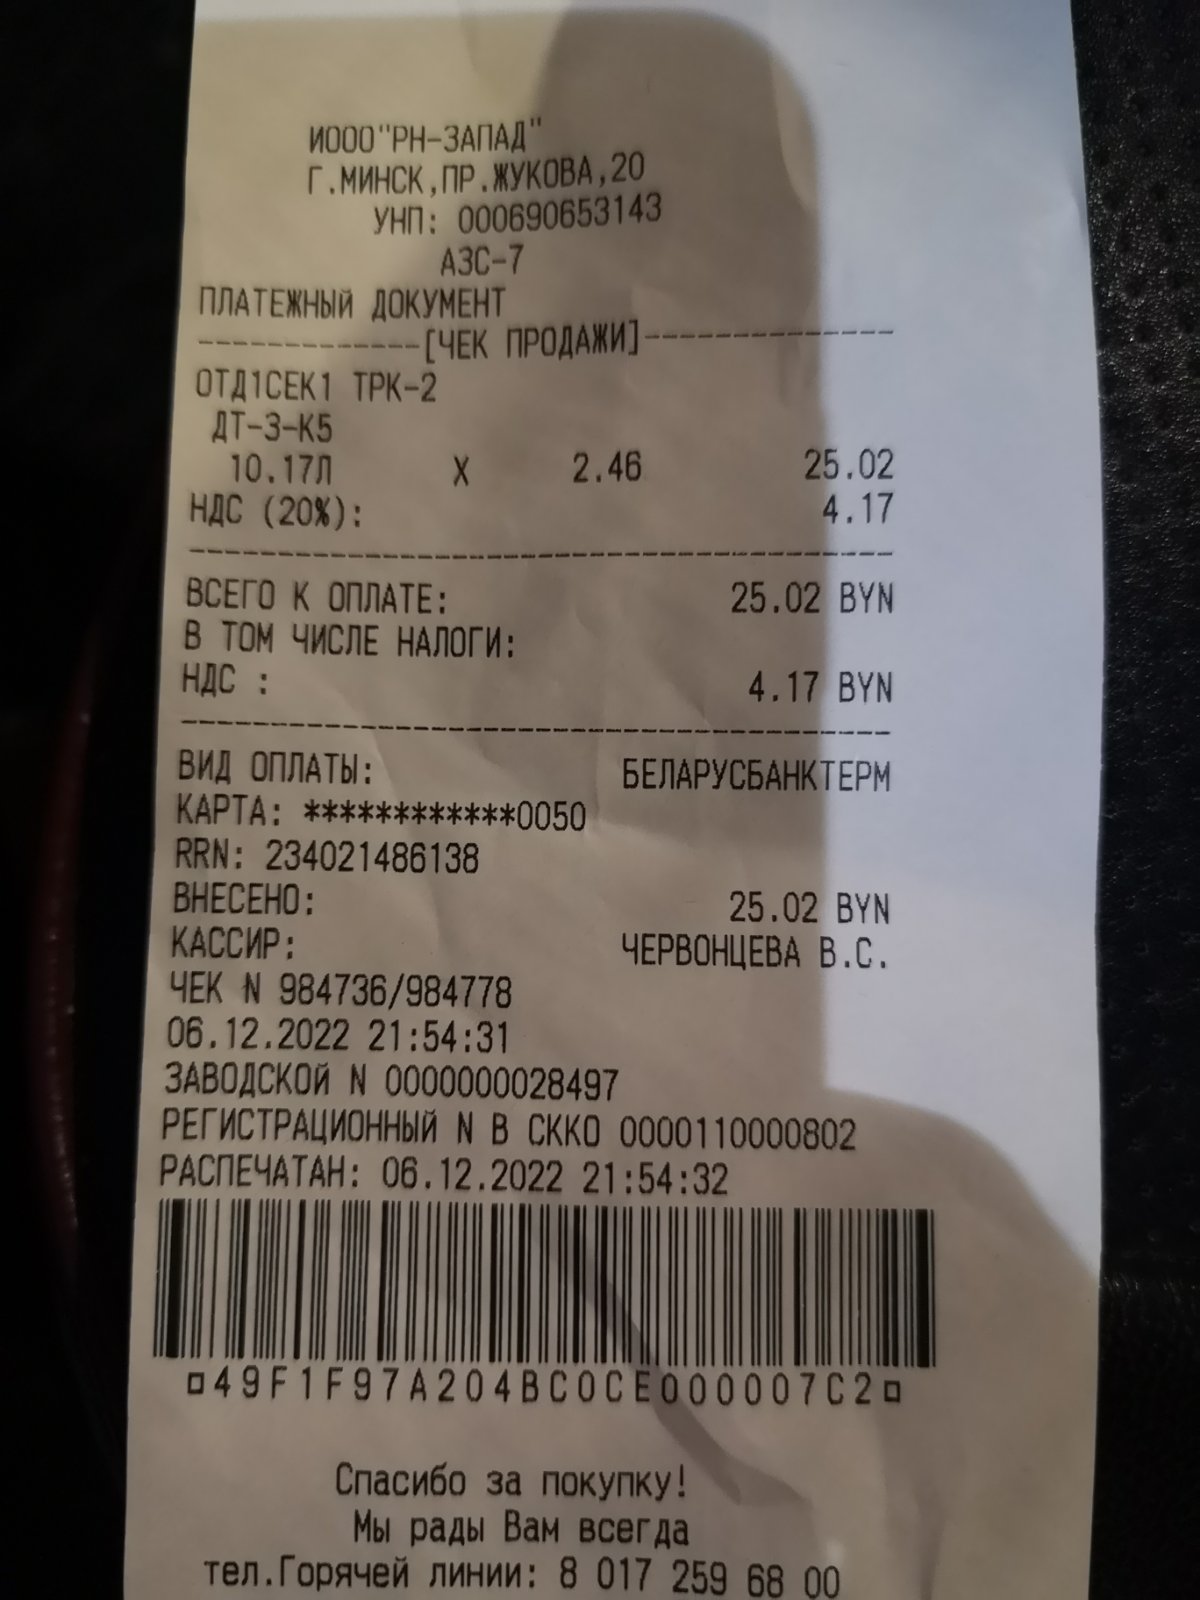 ИООО"РН-ЗАПАД"
Г.МИНСК,ПР.ЖУКОВА,20
УНП: 000690653143
АЗС-7
ПЛАТЕЖНЫЙ ДОКУМЕНТ
-------------[ЧЕК ПРОДАЖИ]--------------
ОТД1СЕК1 ТРК-2
ДТ-З-К5
10.17Л X 2.46 25.02
НДС (20%): 4.17
----------------------------------------
ВСЕГО К ОПЛАТЕ: 25.02 BYN
В ТОМ ЧИСЛЕ НАЛОГИ:
НДС : 4.17 BYN
----------------------------------------
ВИД ОПЛАТЫ: БЕЛАРУСБАНКТЕРМ
КАРТА: ************0050
RRN: 234021486138
ВНЕСЕНО: 25.02 BYN
КАССИР: ЧЕРВОНЦЕВА В.С.
ЧЕК N 984736/984778
06.12.2022 21:54:31
ЗАВОДСКОЙ N 0000000028497
РЕГИСТРАЦИОННЫЙ N В СККО 0000110000802
РАСПЕЧАТАН: 06.12.2022 21:54:32
¤49F1F97A204BC0CE000007C2¤
Спасибо за покупку!
Мы рады Вам всегда
тел.Горячей линии: 8 017 259 68 00